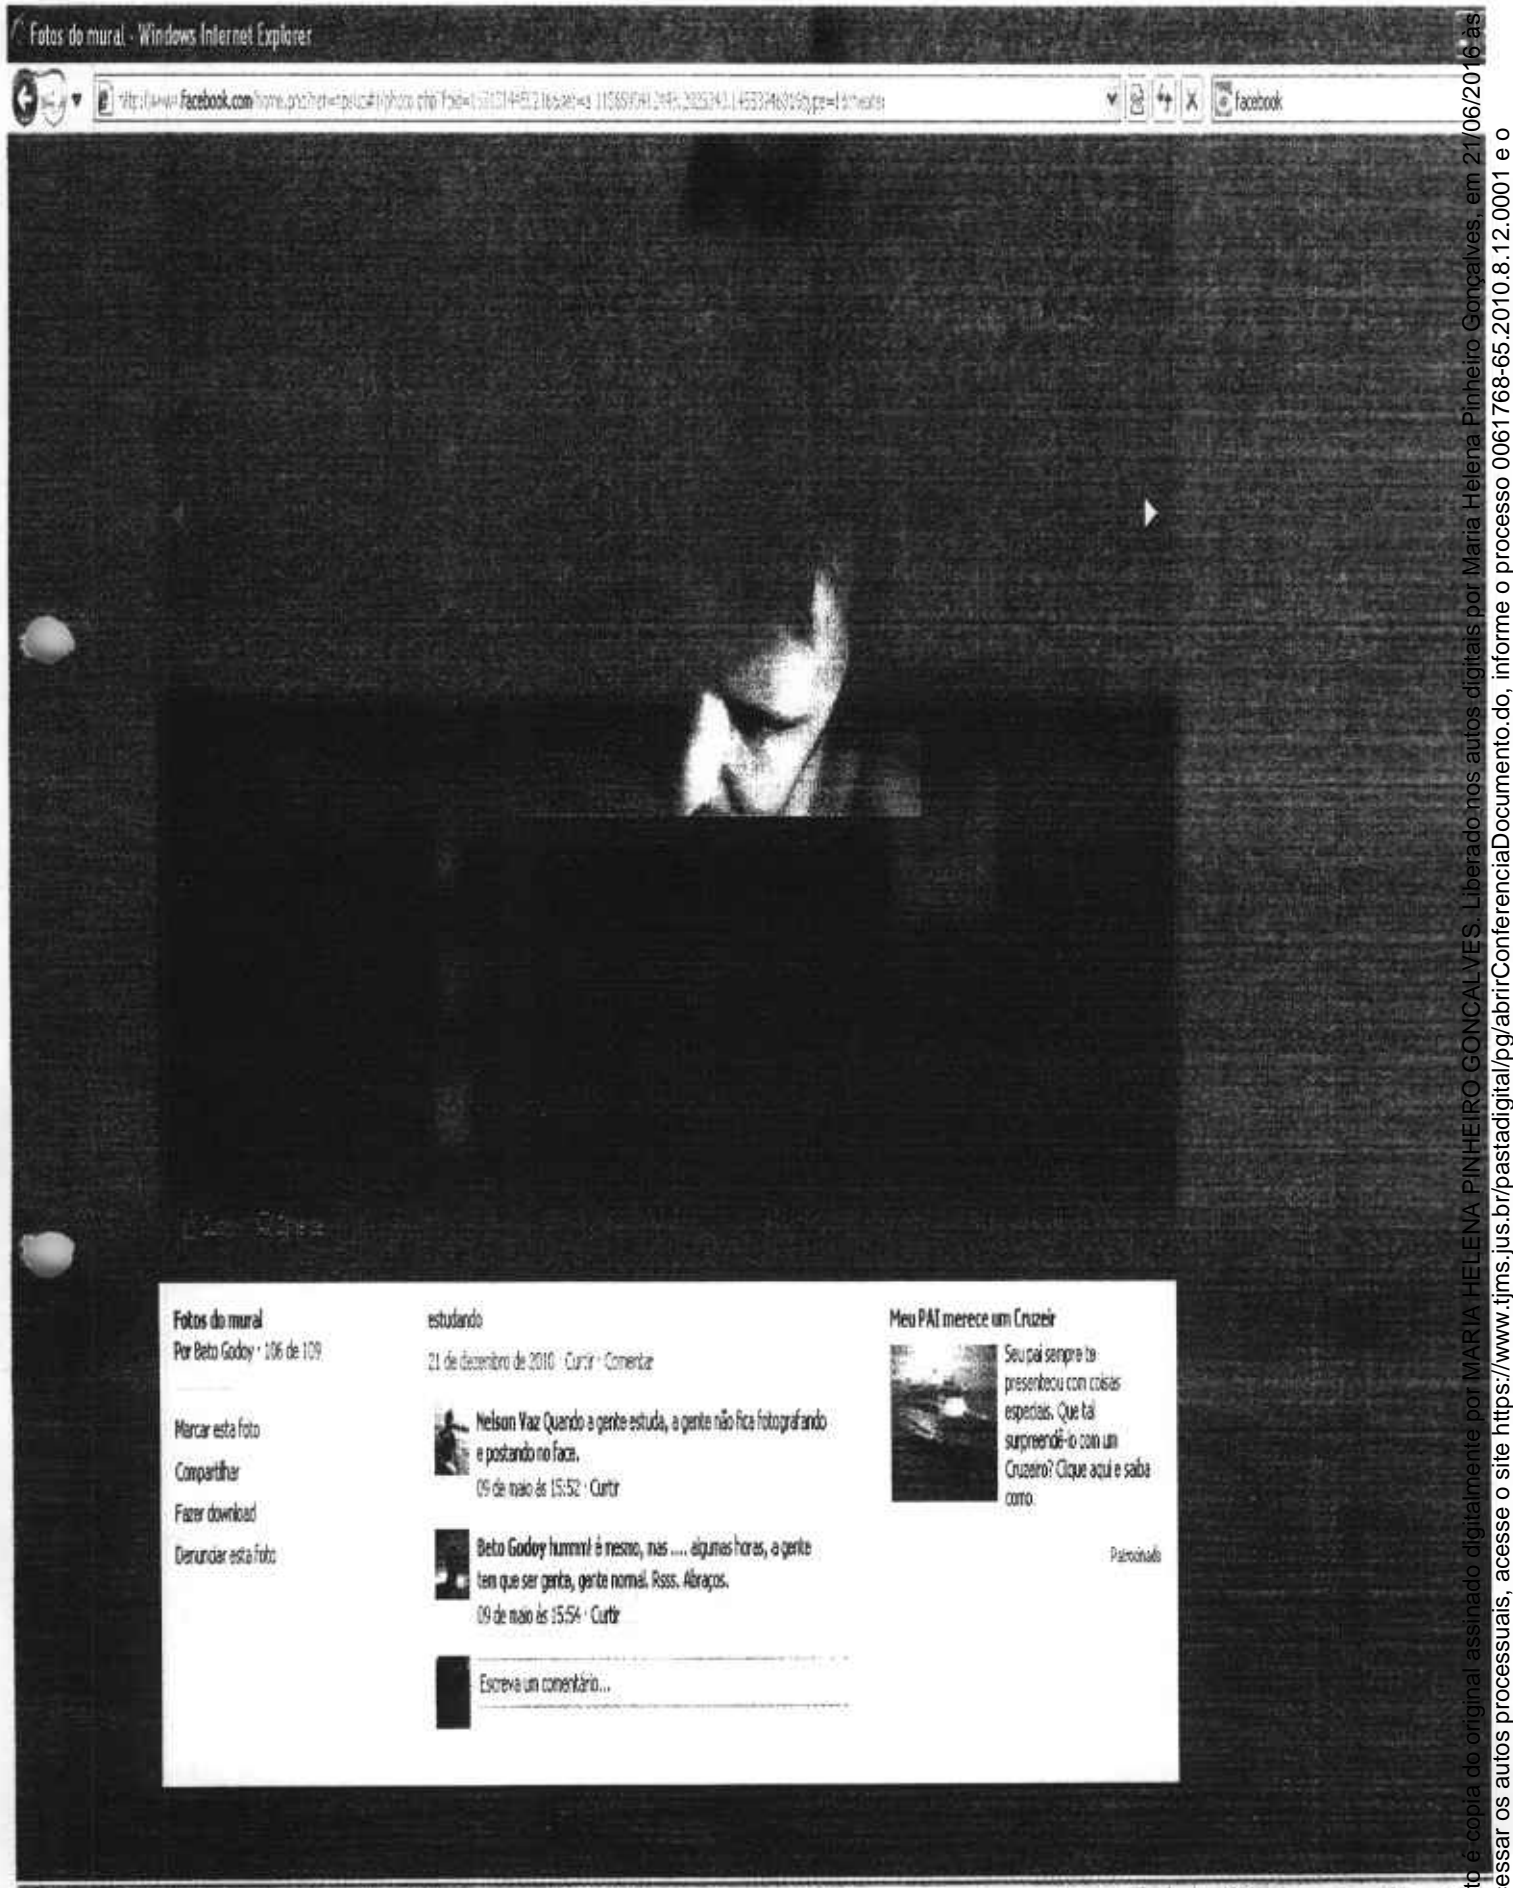 Fotos do mural - Windows Internet Explorer
facebook.com
facebook
Fotos do mural
Por Beto Godoy · 106 de 109
Marcar esta foto
Compartilhar
Fazer download
Denunciar esta foto
estudando
21 de dezembro de 2010 · Curtir · Comentar
Nelson Vaz Quando a gente estuda, a gente não fica fotografando
e postando no face.
09 de maio às 15:52 · Curtir
Beto Godoy hummm! é mesmo, mas .... algumas horas, a gente
tem que ser gente, gente normal. Rsss. Abraços.
09 de maio às 15:54 · Curtir
Escreva um comentário...
Meu PAI merece um Cruzeir
Seu pai sempre te
presenteou com coisas
especiais. Que tal
surpreendê-lo com um
Cruzeiro? Clique aqui e saiba
como.
Patrocinado
to é copia do original assinado digitalmente por MARIA HELENA PINHEIRO GONCALVES. Liberado nos autos digitais por Maria Helena Pinheiro Gonçalves, em 21/06/2016 às
essar os autos processuais, acesse o site https://www.tjms.jus.br/pastadigital/pg/abrirConferenciaDocumento.do, informe o processo 0061768-65.2010.8.12.0001 e o